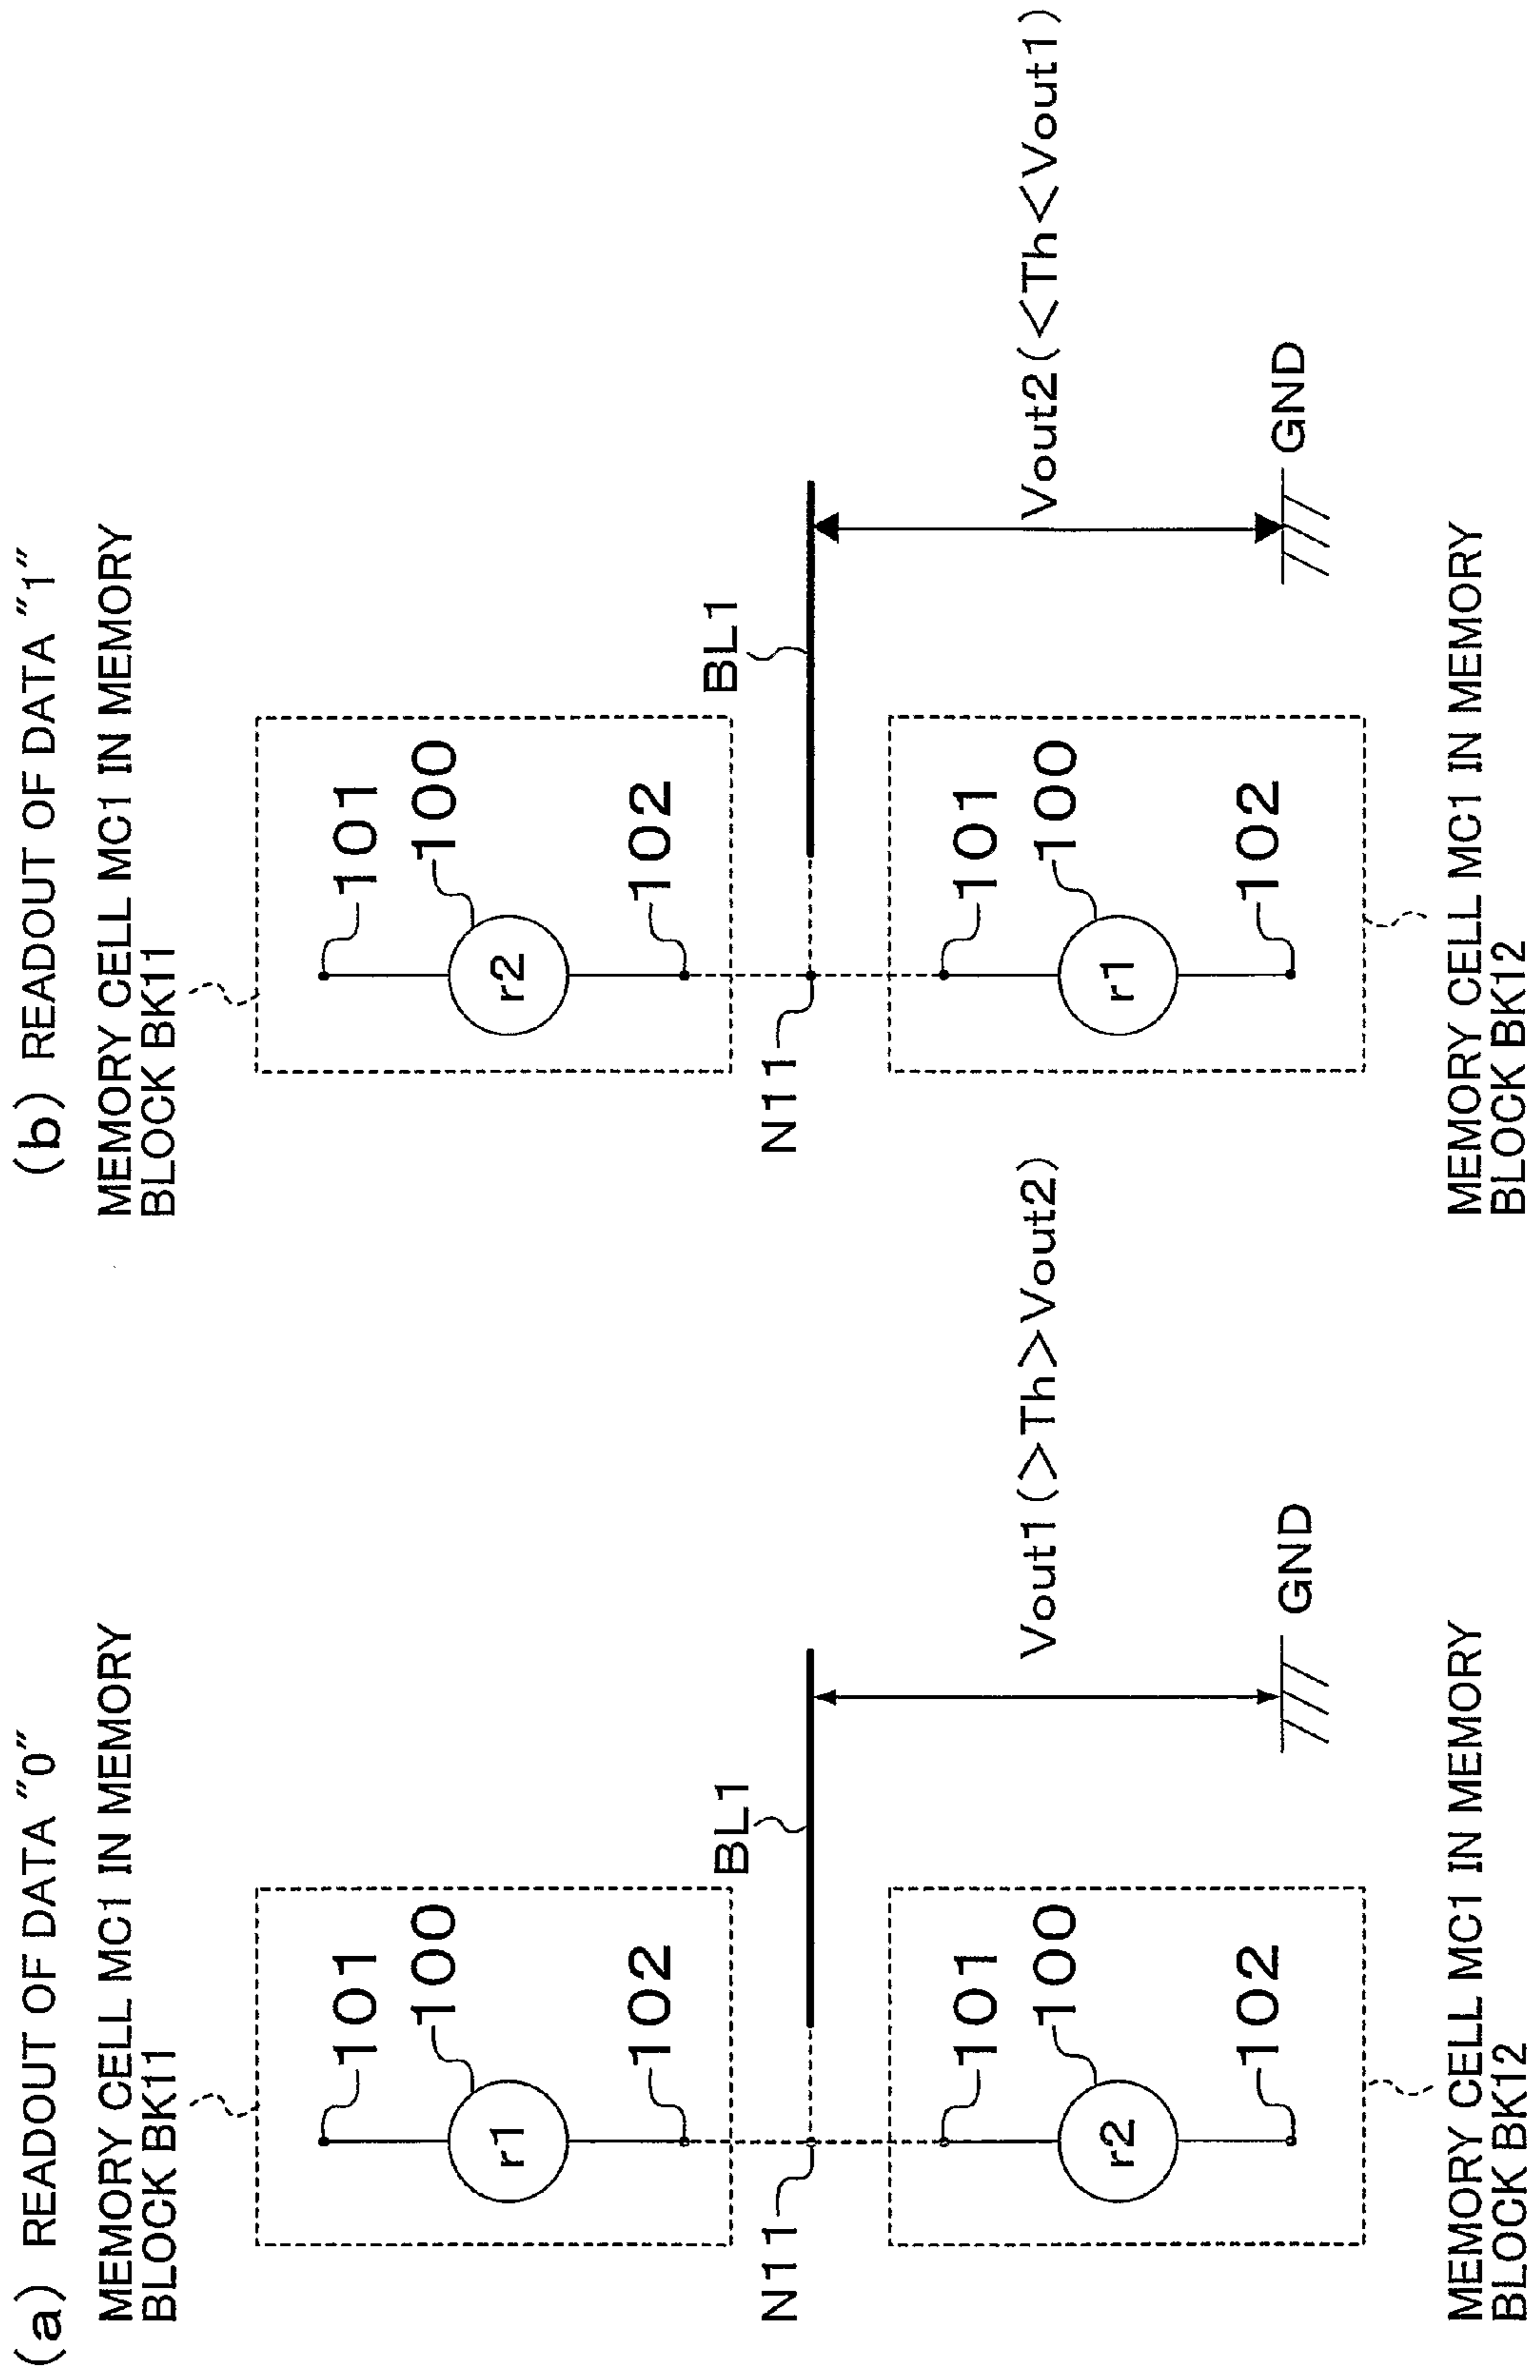 (a) READOUT OF DATA "0"
MEMORY CELL MC1 IN MEMORY
BLOCK BK11
101
r1
100
102
BL1
N11
Vout1(>Th>Vout2)
101
r2
100
102
GND
MEMORY CELL MC1 IN MEMORY
BLOCK BK12
(b) READOUT OF DATA "1"
MEMORY CELL MC1 IN MEMORY
BLOCK BK11
101
r2
100
102
BL1
N11
Vout2(<Th<Vout1)
101
r1
100
102
GND
MEMORY CELL MC1 IN MEMORY
BLOCK BK12